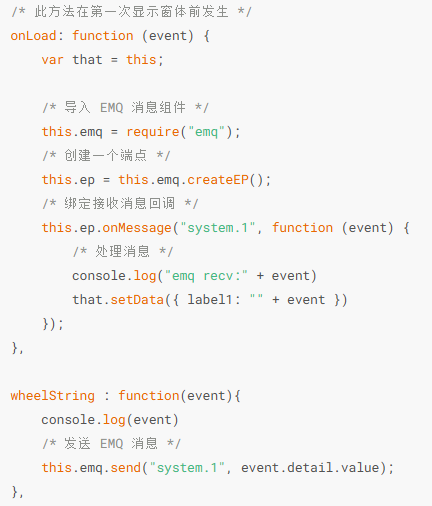 /* 此方法在第一次显示窗体前发生 */
onLoad: function (event) {
    var that = this;

    /* 导入 EMQ 消息组件 */
    this.emq = require("emq");
    /* 创建一个端点 */
    this.ep = this.emq.createEP();
    /* 绑定接收消息回调 */
    this.ep.onMessage("system.1", function (event) {
        /* 处理消息 */
        console.log("emq recv:" + event)
        that.setData({ label1: "" + event })
    });
},

wheelString : function(event){
    console.log(event)
    /* 发送 EMQ 消息 */
    this.emq.send("system.1", event.detail.value);
},